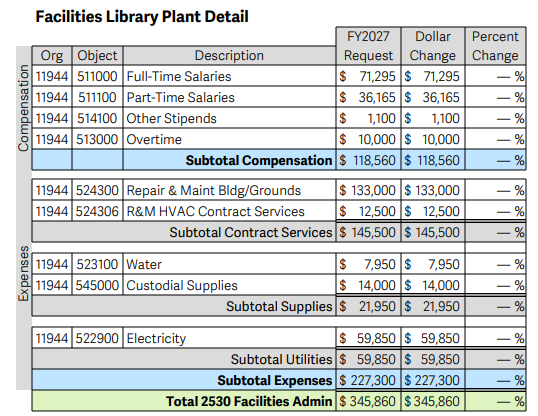 Facilities Library Plant Detail
FY2027 Dollar Percent
Org Object Description Request Change Change
Compensation
11944 511000 Full-Time Salaries $ 71,295 $ 71,295 — %
11944 511100 Part-Time Salaries $ 36,165 $ 36,165 — %
11944 514100 Other Stipends $ 1,100 $ 1,100 — %
11944 513000 Overtime $ 10,000 $ 10,000 — %
Subtotal Compensation $ 118,560 $ 118,560 — %
Expenses
11944 524300 Repair & Maint Bldg/Grounds $ 133,000 $ 133,000 — %
11944 524306 R&M HVAC Contract Services $ 12,500 $ 12,500 — %
Subtotal Contract Services $ 145,500 $ 145,500 — %
11944 523100 Water $ 7,950 $ 7,950 — %
11944 545000 Custodial Supplies $ 14,000 $ 14,000 — %
Subtotal Supplies $ 21,950 $ 21,950 — %
11944 522900 Electricity $ 59,850 $ 59,850 — %
Subtotal Utilities $ 59,850 $ 59,850 — %
Subtotal Expenses $ 227,300 $ 227,300 — %
Total 2530 Facilities Admin $ 345,860 $ 345,860 — %